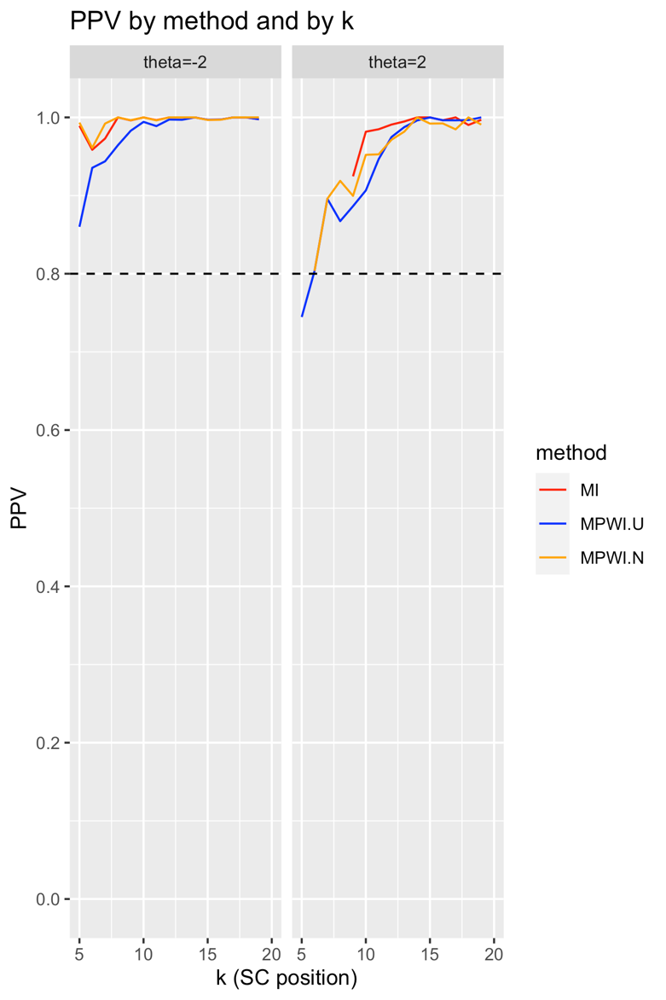 PPV by method and by k
theta=-2
theta=2
1.0
0.8
0.6
0.4
0.2
0.0
PPV
5 10 15 20
5 10 15 20
k (SC position)
method
MI
MPWI.U
MPWI.N